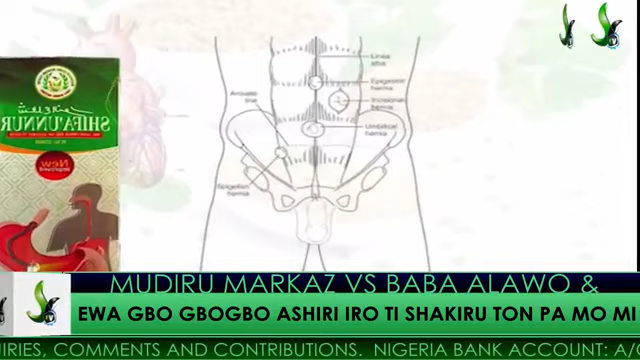 SHIFA'UNNUR
New
Improved
Linea
alba
Epigastric
hernia
Arcuate
line
Incisional
hernia
Umbilical
hernia
Spigelian
hernia
MUDIRU MARKAZ VS BABA ALAWO &
EWA GBO GBOGBO ASHIRI IRO TI SHAKIRU TON PA MO MI
IRIES, COMMENTS AND CONTRIBUTIONS. NIGERIA BANK ACCOUNT: A/